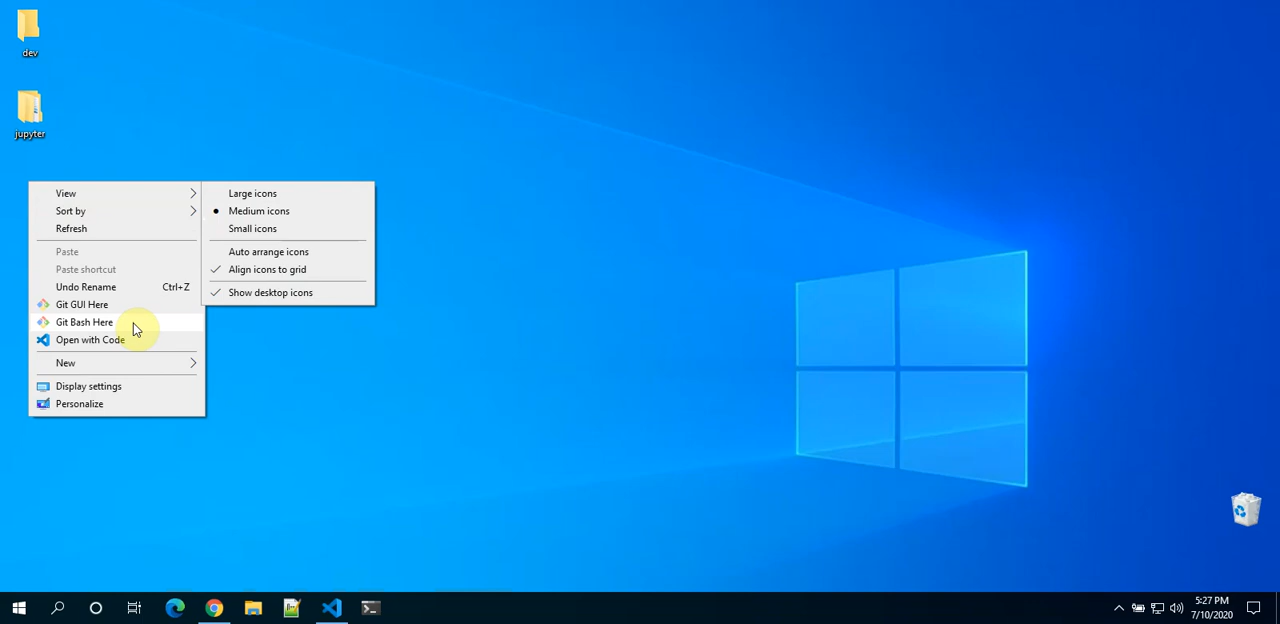 dev
jupyter
View
Sort by
Refresh
Paste
Paste shortcut
Undo Rename Ctrl+Z
Git GUI Here
Git Bash Here
Open with Code
New
Display settings
Personalize
Large icons
Medium icons
Small icons
Auto arrange icons
Align icons to grid
Show desktop icons
5:27 PM
7/10/2020